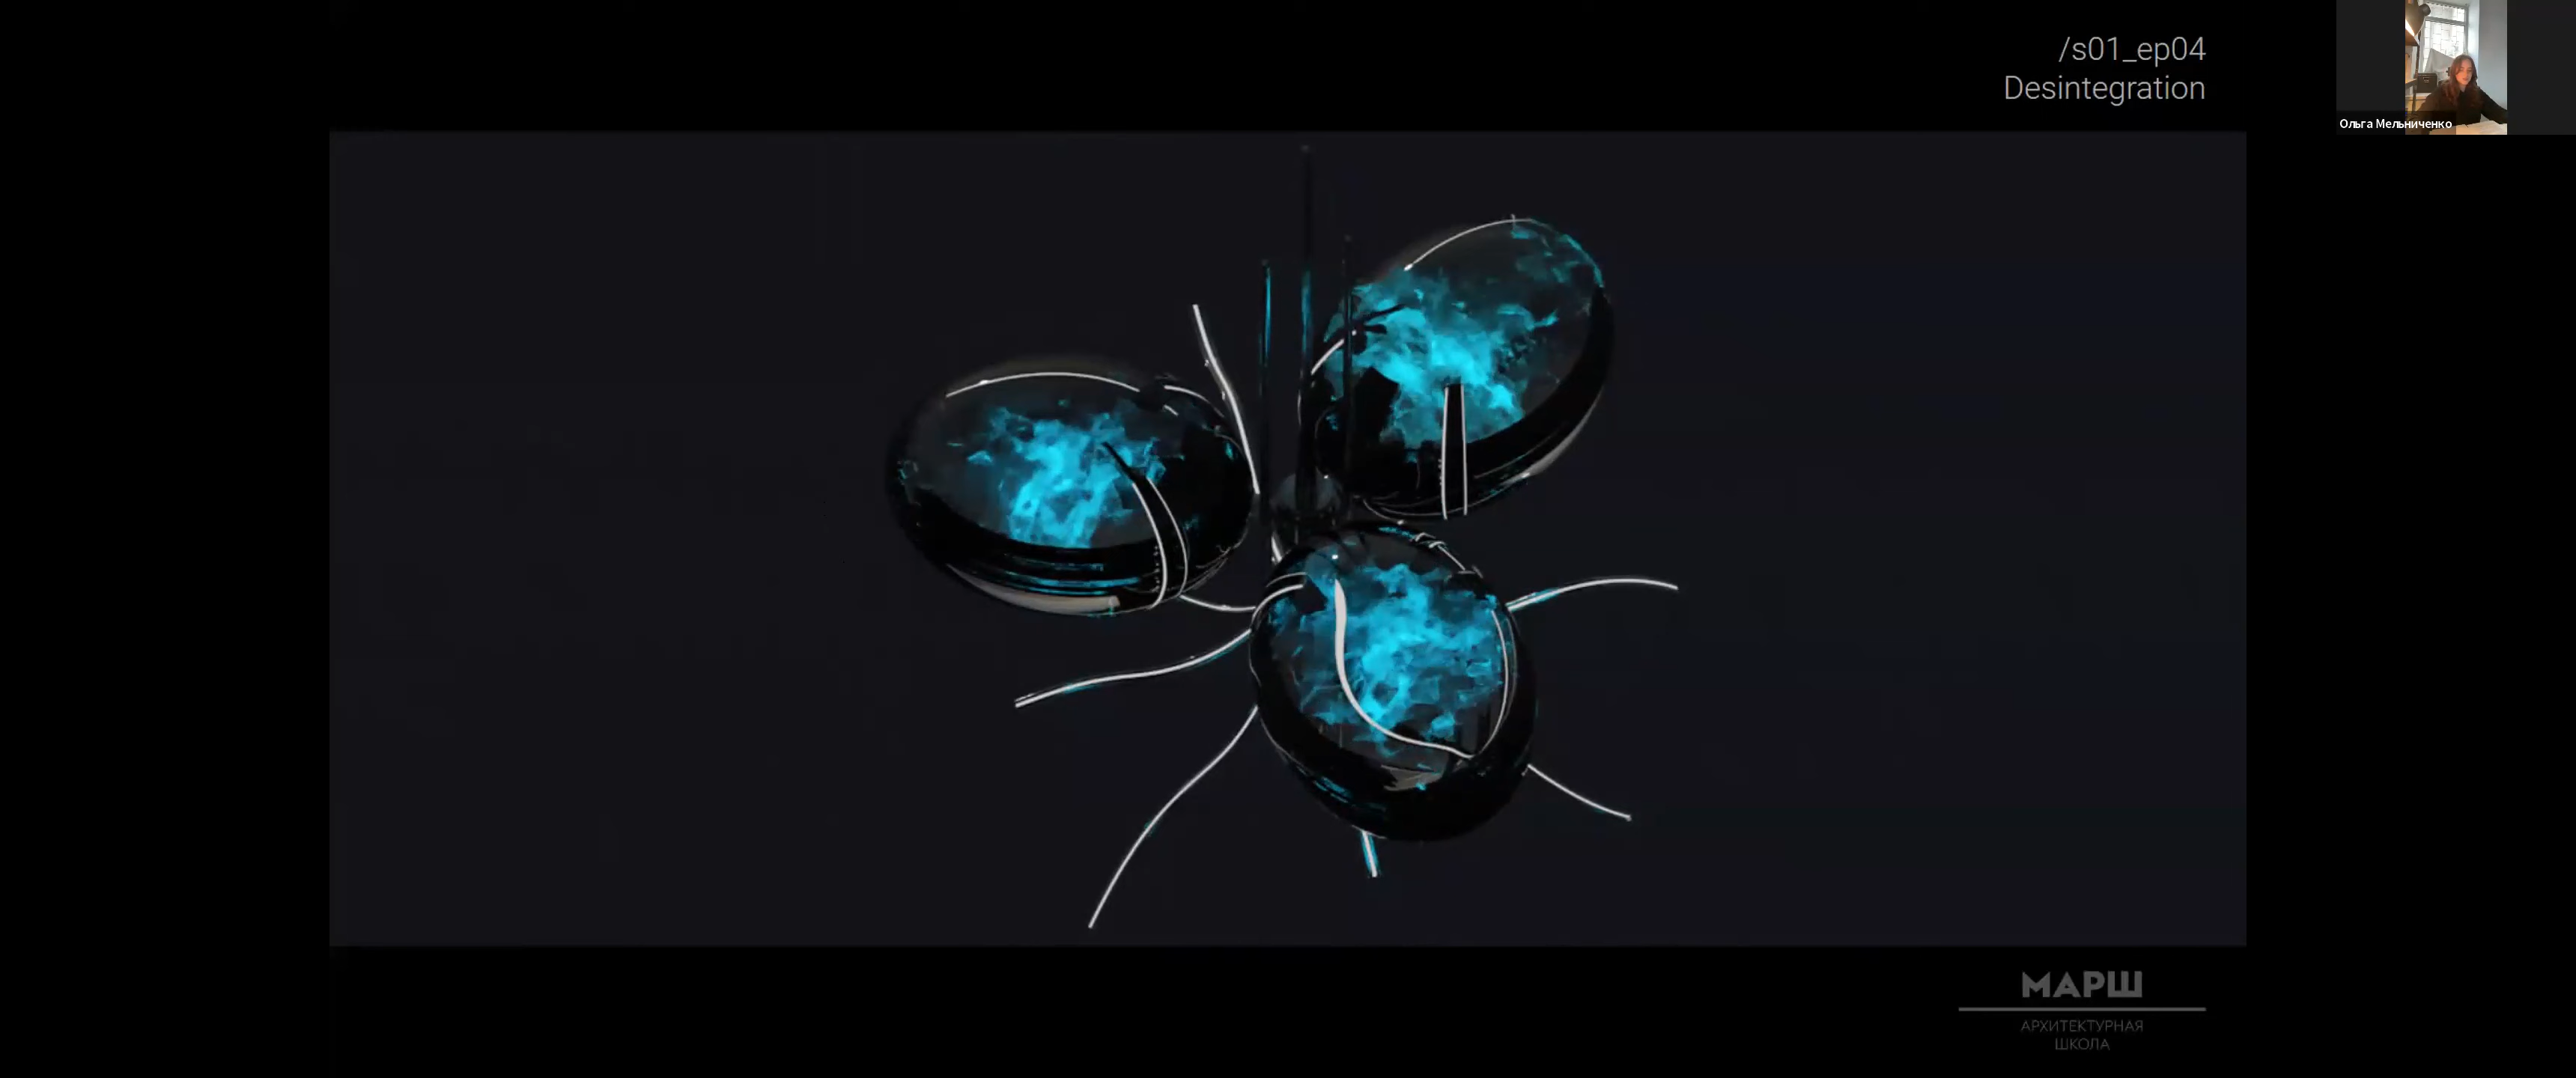 /s01_ep04
Desintegration
Ольга Мельниченко
МАРШ
АРХИТЕКТУРНАЯ
ШКОЛА